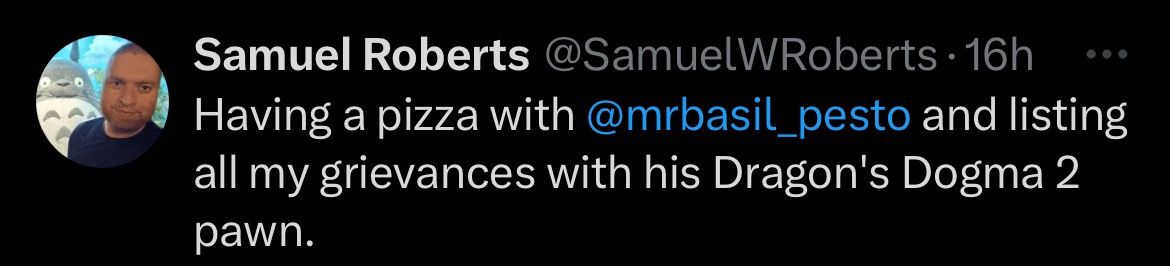 Samuel Roberts @SamuelWRoberts · 16h
Having a pizza with @mrbasil_pesto and listing
all my grievances with his Dragon's Dogma 2
pawn.